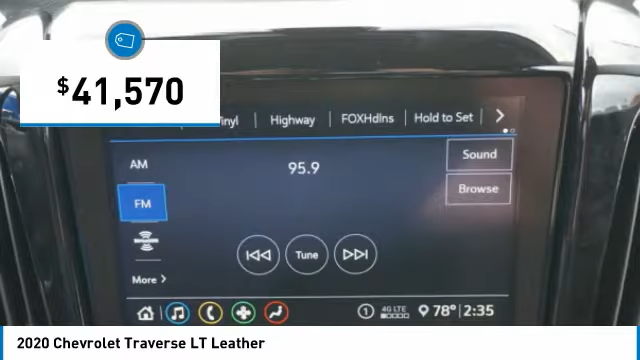 $41,570
inyl
Highway
FOXHdlns
Hold to Set
AM
95.9
Sound
FM
Browse
Tune
More
1 4G LTE 78° 2:35
2020 Chevrolet Traverse LT Leather